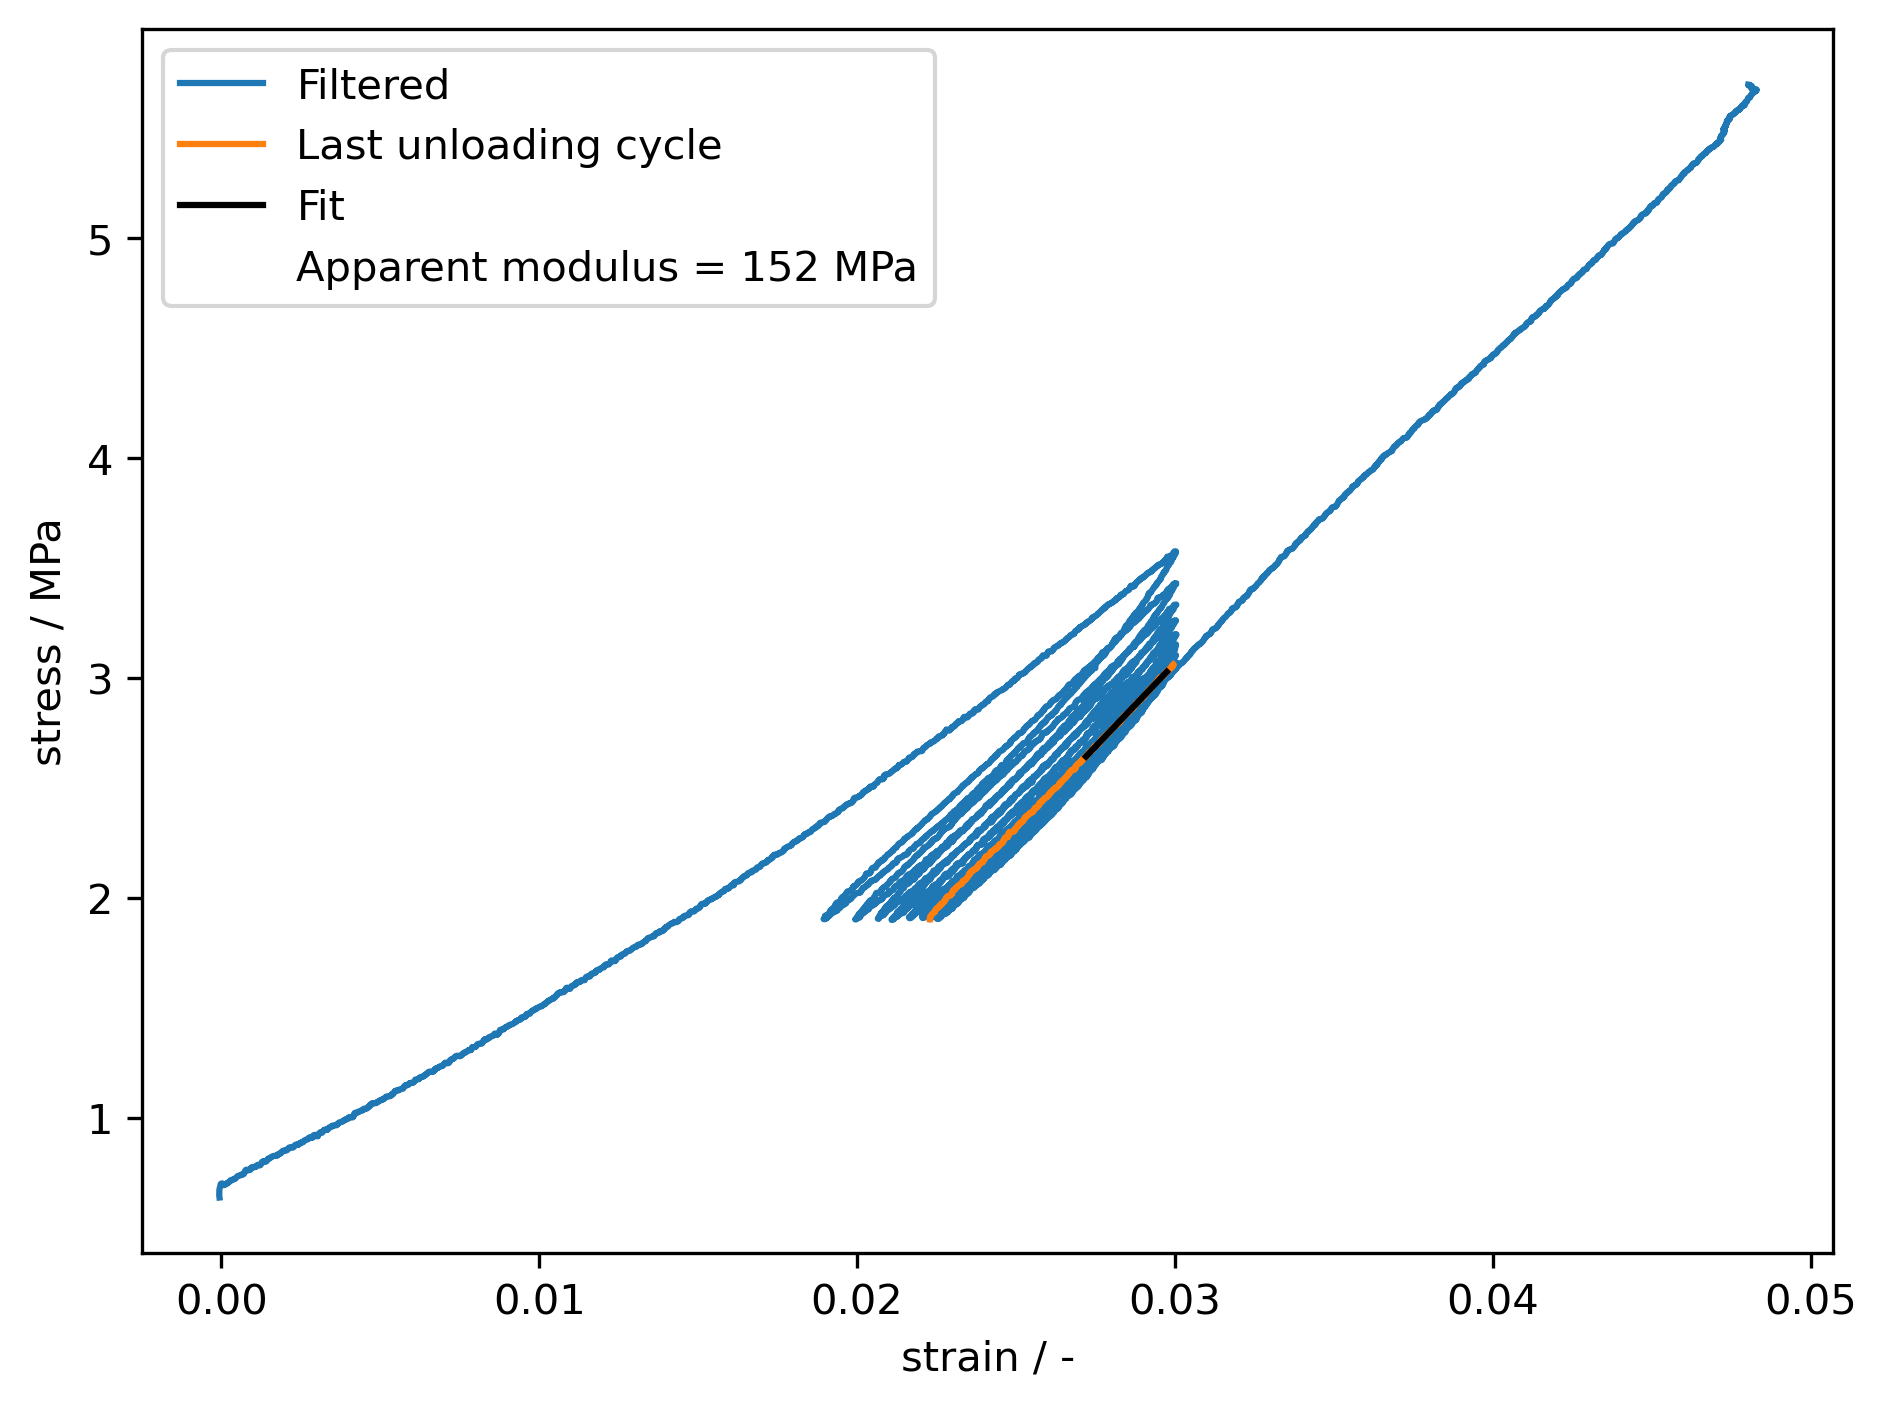 Filtered
Last unloading cycle
Fit
Apparent modulus = 152 MPa
5
4
3
2
1
stress / MPa
0.00 0.01 0.02 0.03 0.04 0.05
strain / -